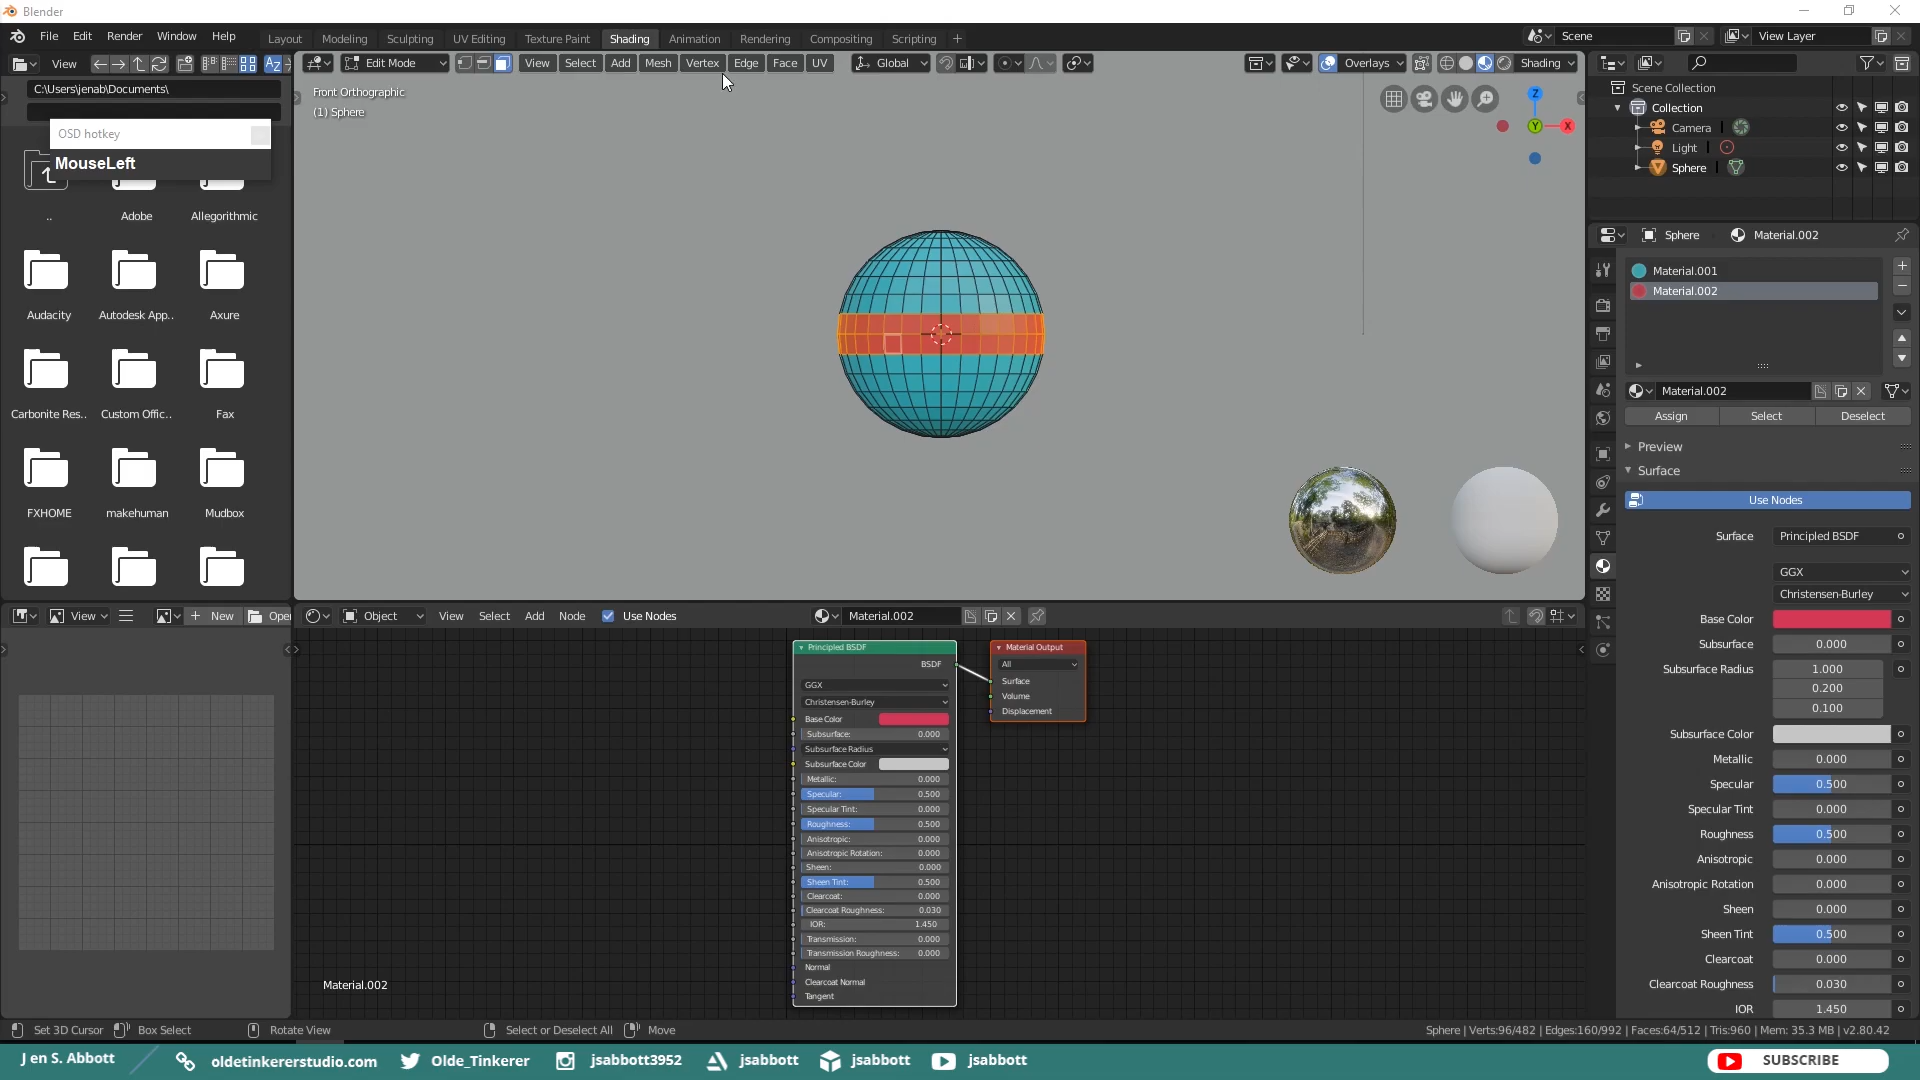 Blender
File Edit Render Window Help
Layout Modeling Sculpting UV Editing Texture Paint Shading Animation Rendering Compositing Scripting +
Scene
View Layer
View
Edit Mode
View Select Add Mesh Vertex Edge Face UV
Global
Overlays
Shading
C:\Users\jenab\Documents\
OSD hotkey
MouseLeft
..
Adobe
Allegorithmic
Audacity
Autodesk App..
Axure
Carbonite Res..
Custom Offic..
Fax
FXHOME
makehuman
Mudbox
Front Orthographic
(1) Sphere
Z
Y
X
Scene Collection
Collection
Camera
Light
Sphere
Sphere
Material.002
Material.001
Material.002
Material.002
Assign Select Deselect
Preview
Surface
Use Nodes
Surface Principled BSDF
GGX
Christensen-Burley
Base Color
Subsurface 0.000
Subsurface Radius 1.000
0.200
0.100
Subsurface Color
Metallic 0.000
Specular 0.500
Specular Tint 0.000
Roughness 0.500
Anisotropic 0.000
Anisotropic Rotation 0.000
Sheen 0.000
Sheen Tint 0.500
Clearcoat 0.000
Clearcoat Roughness 0.030
IOR 1.450
View
New
Open
Object
View Select Add Node Use Nodes
Material.002
Principled BSDF
BSDF
GGX
Christensen-Burley
Base Color
Subsurface: 0.000
Subsurface Radius
Subsurface Color
Metallic: 0.000
Specular: 0.500
Specular Tint: 0.000
Roughness: 0.500
Anisotropic: 0.000
Anisotropic Rotation: 0.000
Sheen: 0.000
Sheen Tint: 0.500
Clearcoat: 0.000
Clearcoat Roughness: 0.030
IOR: 1.450
Transmission: 0.000
Transmission Roughness: 0.000
Normal
Clearcoat Normal
Tangent
Material Output
All
Surface
Volume
Displacement
Material.002
Set 3D Cursor Box Select Rotate View Select or Deselect All Move
Sphere | Verts:96/482 | Edges:160/992 | Faces:64/512 | Tris:960 | Mem: 35.3 MB | v2.80.42
J en S. Abbott oldetinkererstudio.com Olde_Tinkerer jsabbott3952 jsabbott jsabbott jsabbott SUBSCRIBE